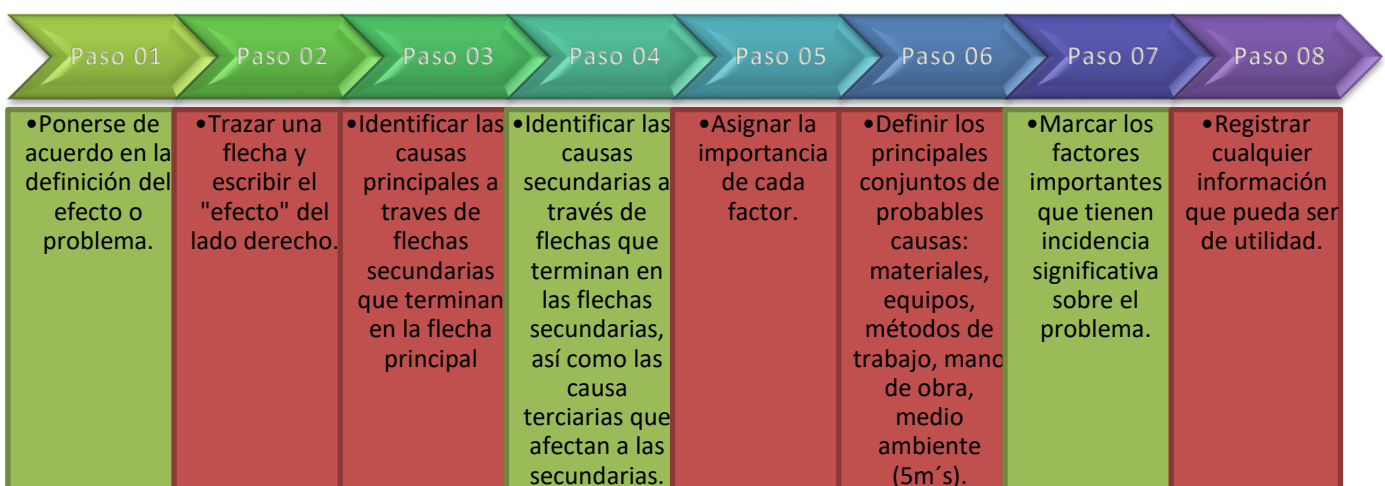 Paso 01
Paso 02
Paso 03
Paso 04
Paso 05
Paso 06
Paso 07
Paso 08
•Ponerse de
acuerdo en la
definición del
efecto o
problema.
•Trazar una
flecha y
escribir el
"efecto" del
lado derecho.
•Identificar las
causas
principales a
traves de
flechas
secundarias
que terminan
en la flecha
principal
•Identificar las
causas
secundarias a
través de
flechas que
terminan en
las flechas
secundarias,
así como las
causa
terciarias que
afectan a las
secundarias.
•Asignar la
importancia
de cada
factor.
•Definir los
principales
conjuntos de
probables
causas:
materiales,
equipos,
métodos de
trabajo, mano
de obra,
medio
ambiente
(5m´s).
•Marcar los
factores
importantes
que tienen
incidencia
significativa
sobre el
problema.
•Registrar
cualquier
información
que pueda ser
de utilidad.